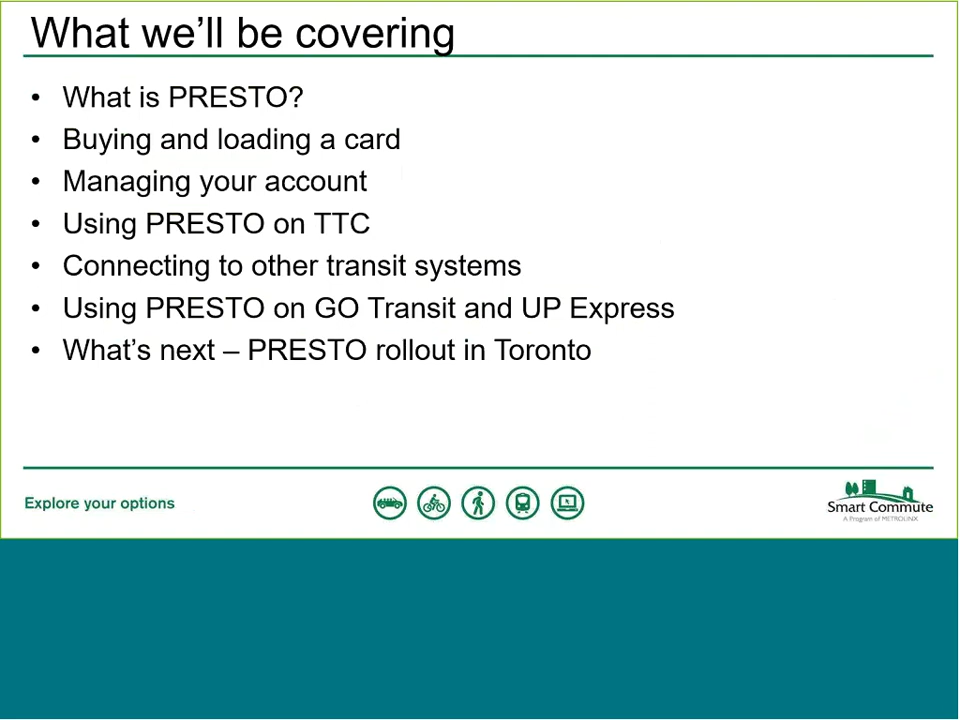 What we’ll be covering
• What is PRESTO?
• Buying and loading a card
• Managing your account
• Using PRESTO on TTC
• Connecting to other transit systems
• Using PRESTO on GO Transit and UP Express
• What’s next – PRESTO rollout in Toronto
Explore your options
Smart Commute
A Program of METROLINX